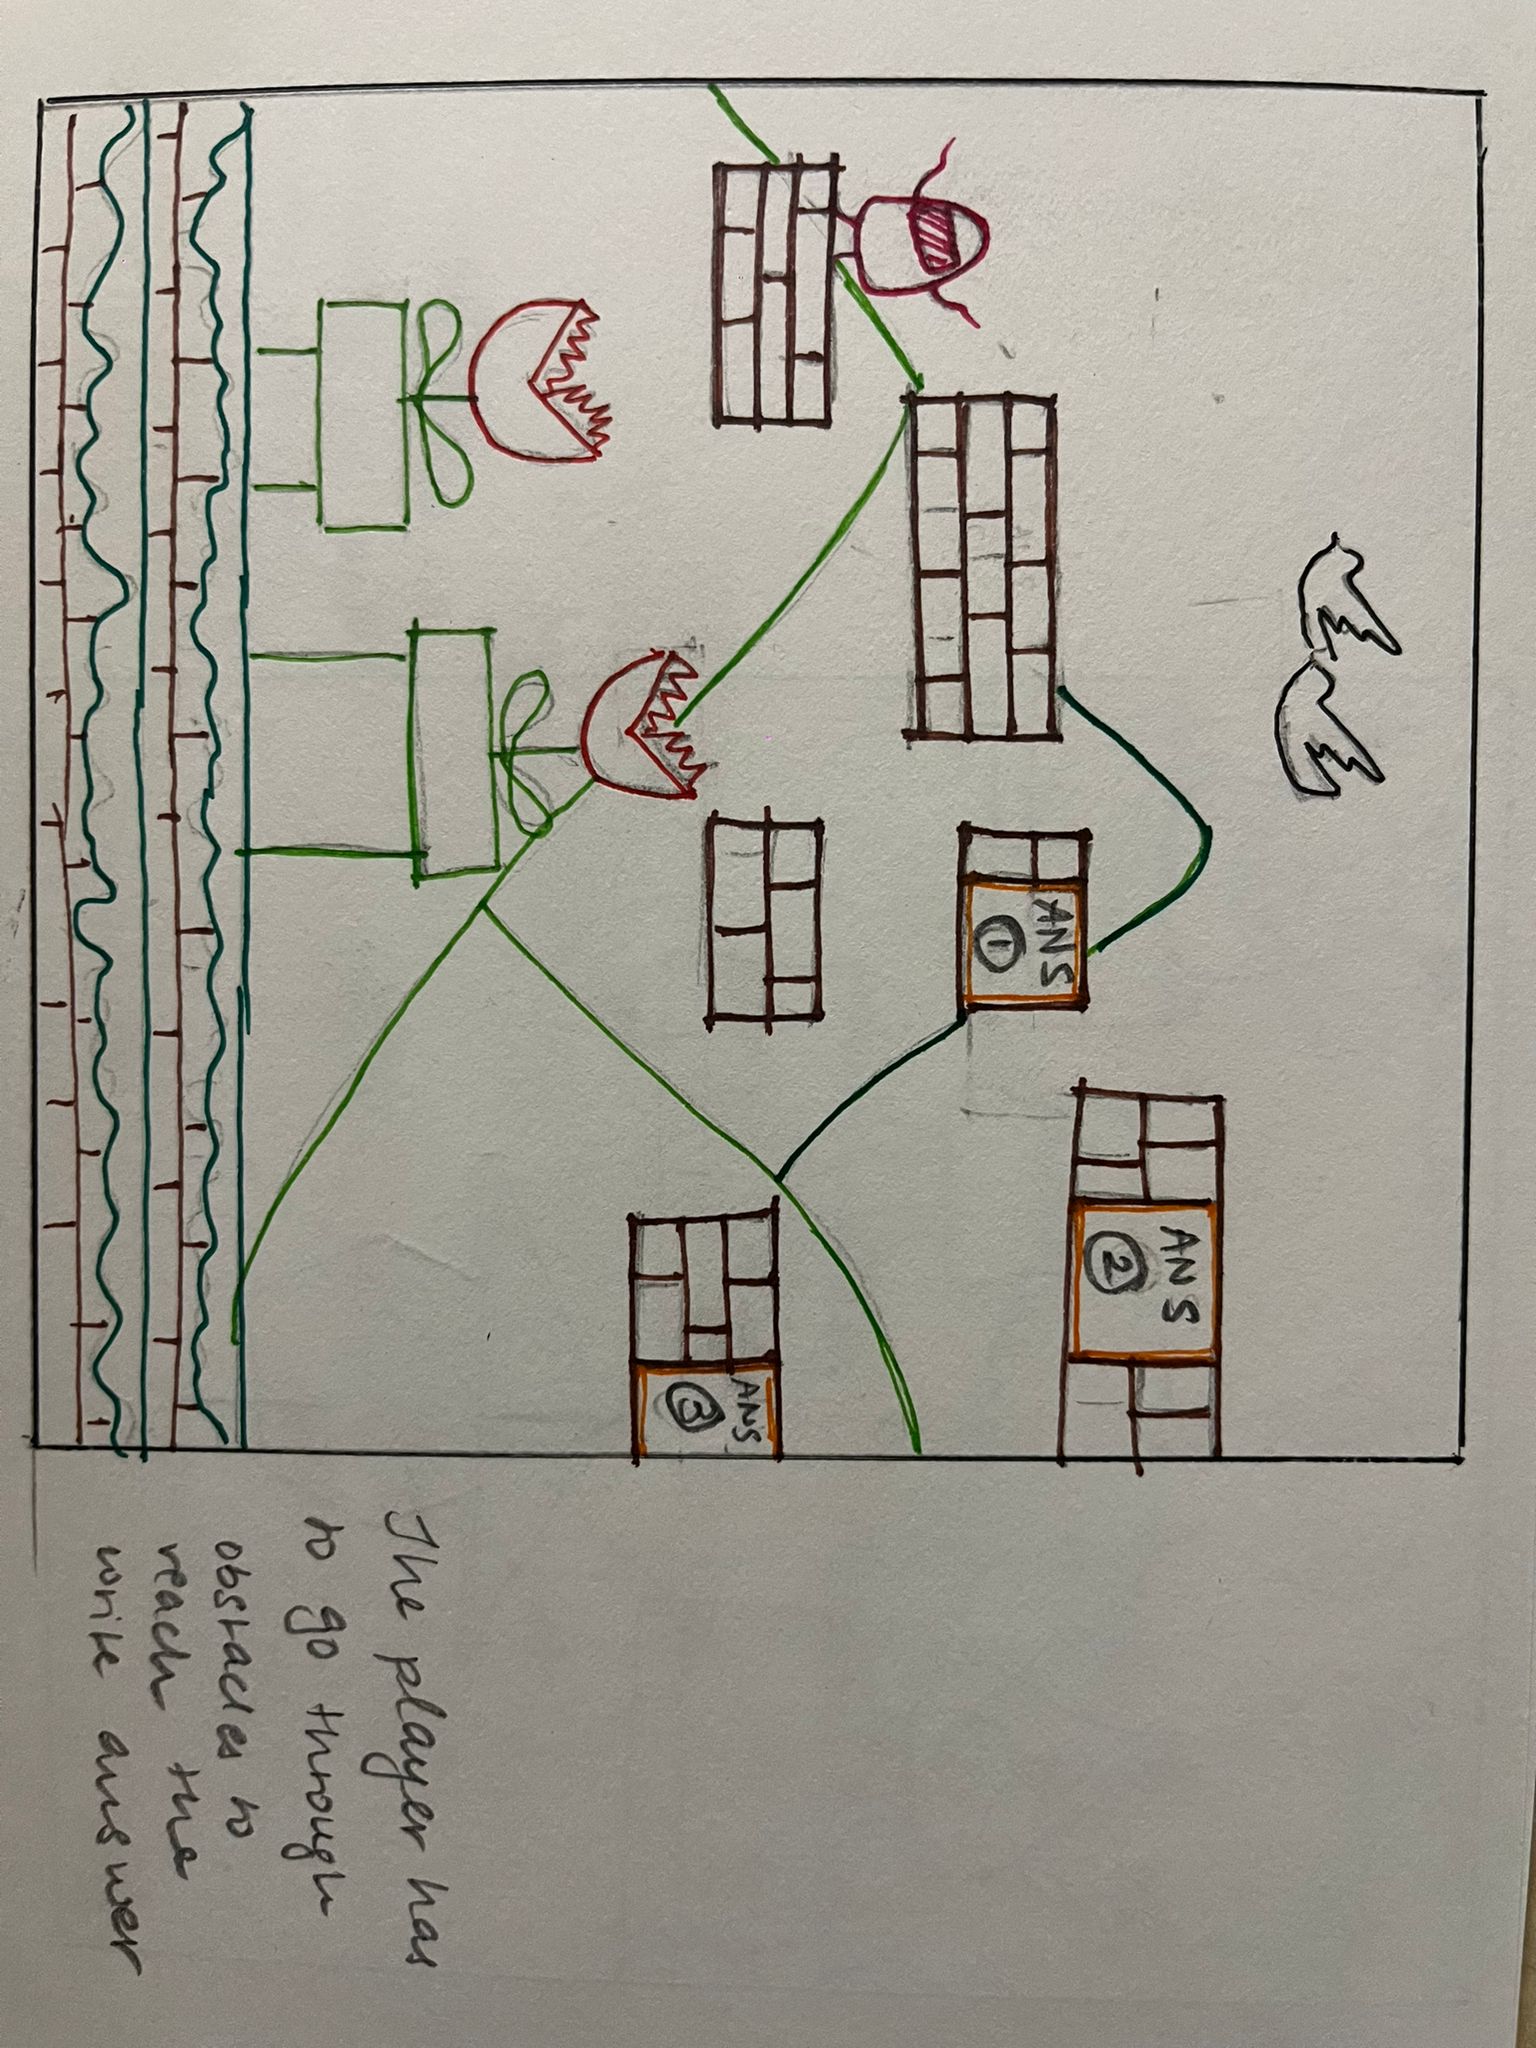 ANS
1
ANS
2
ANS
3
The player has
to go through
obstacles to
reach the
write answer